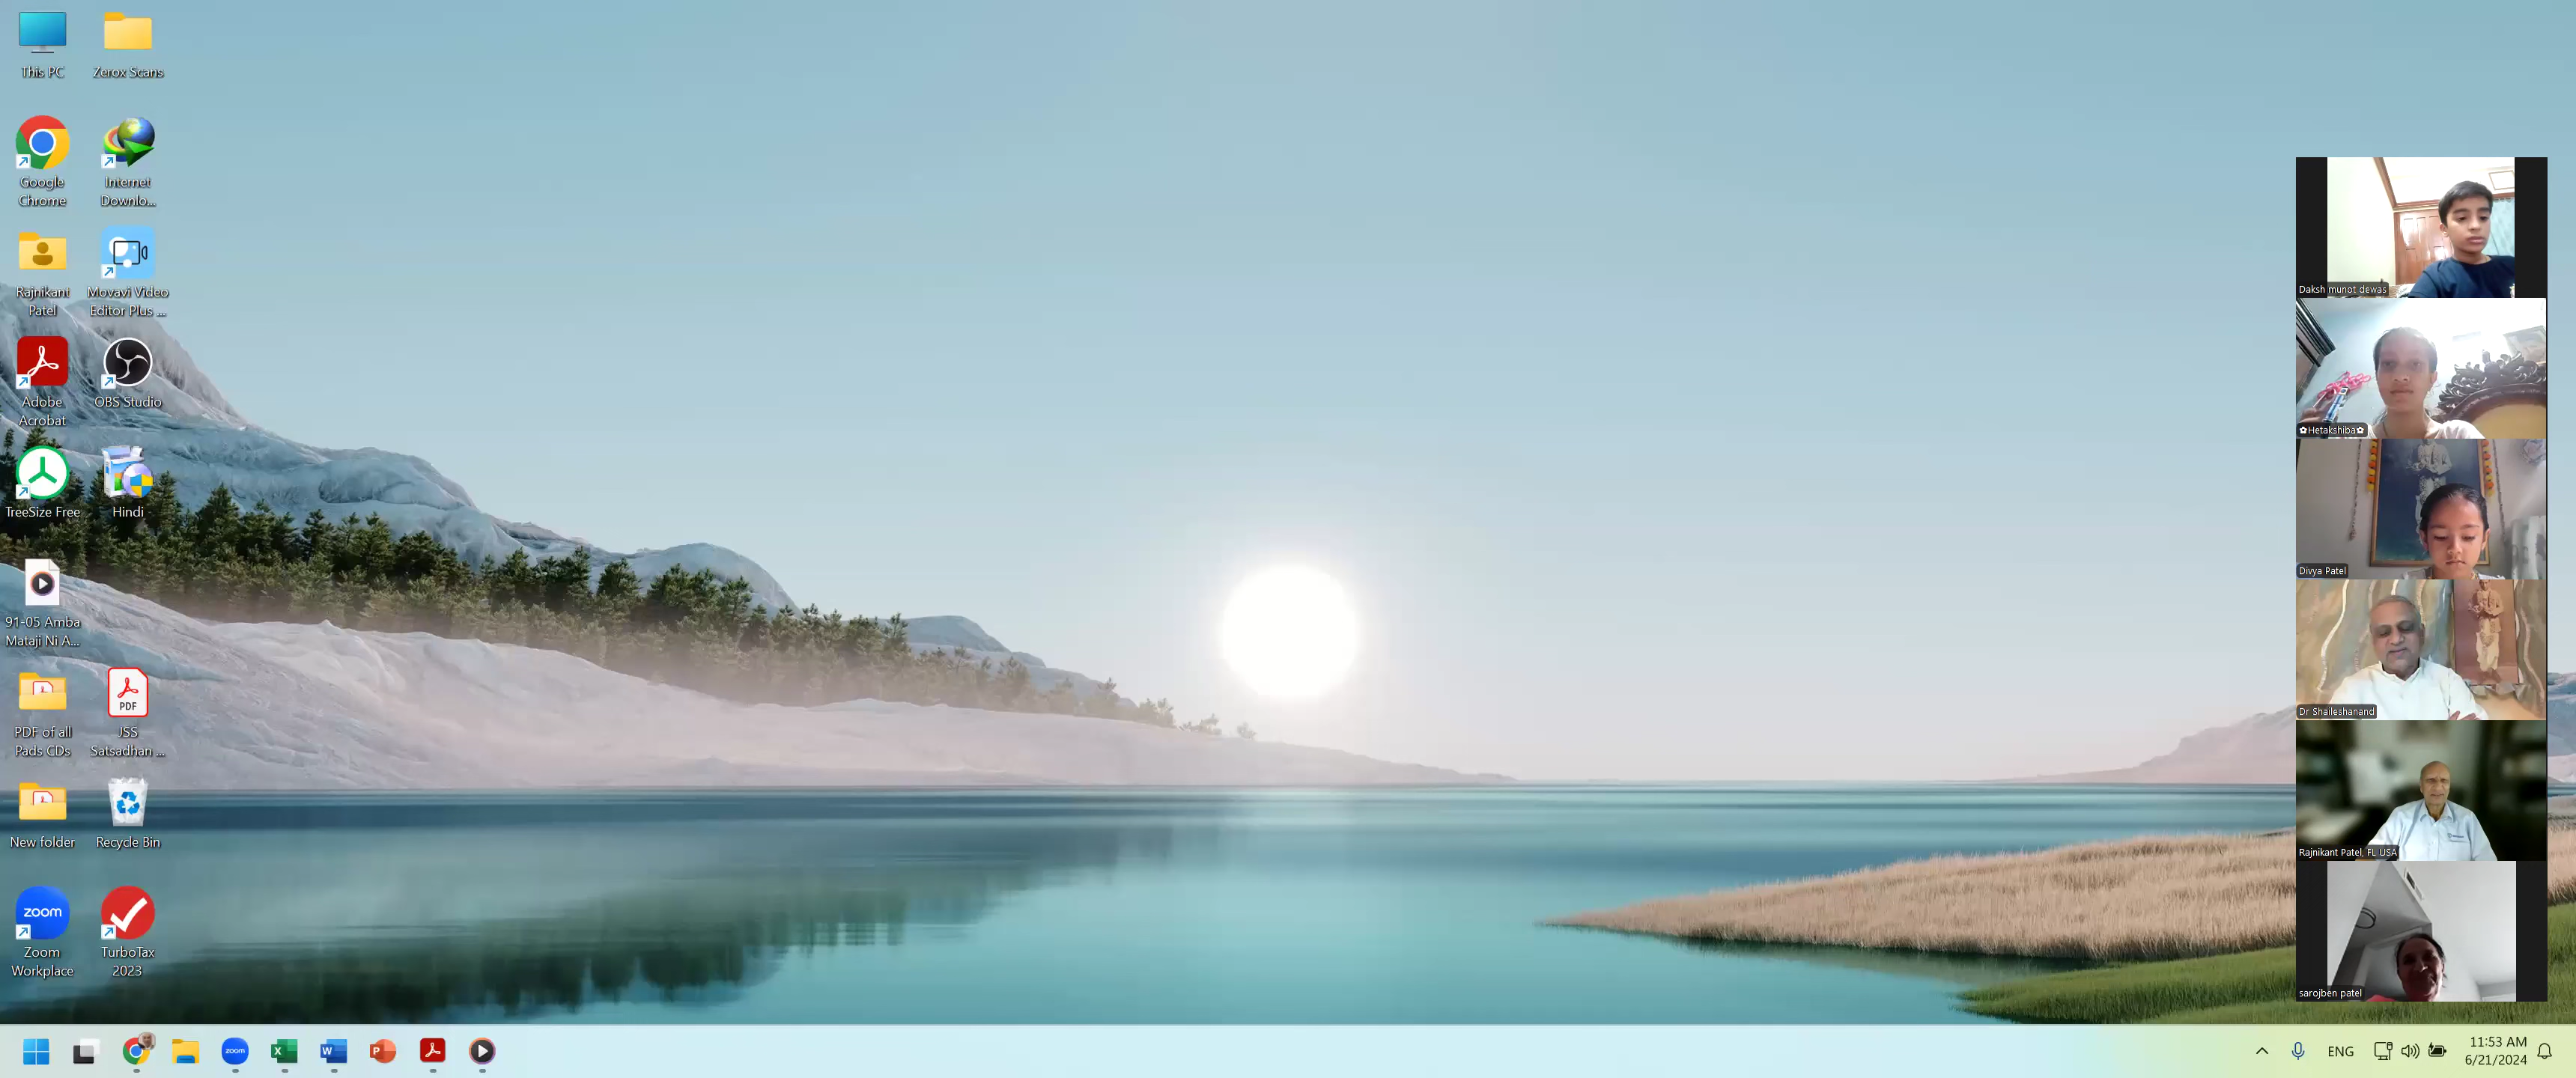 This PC
Zerox Scans
Google
Chrome
Internet
Downlo...
Rajnikant
Patel
Movavi Video
Editor Plus ...
Adobe
Acrobat
OBS Studio
TreeSize Free
Hindi
91-05 Amba
Mataji Ni A...
PDF of all
Pads CDs
PDF
JSS
Satsadhan ...
New folder
Recycle Bin
zoom
Zoom
Workplace
TurboTax
2023
Daksh munot dewas
✿Hetakshiba✿
Divya Patel
Dr Shaileshanand
Rajnikant Patel, FL USA
sarojben patel
zoom
X
W
P
ENG
11:53 AM
6/21/2024